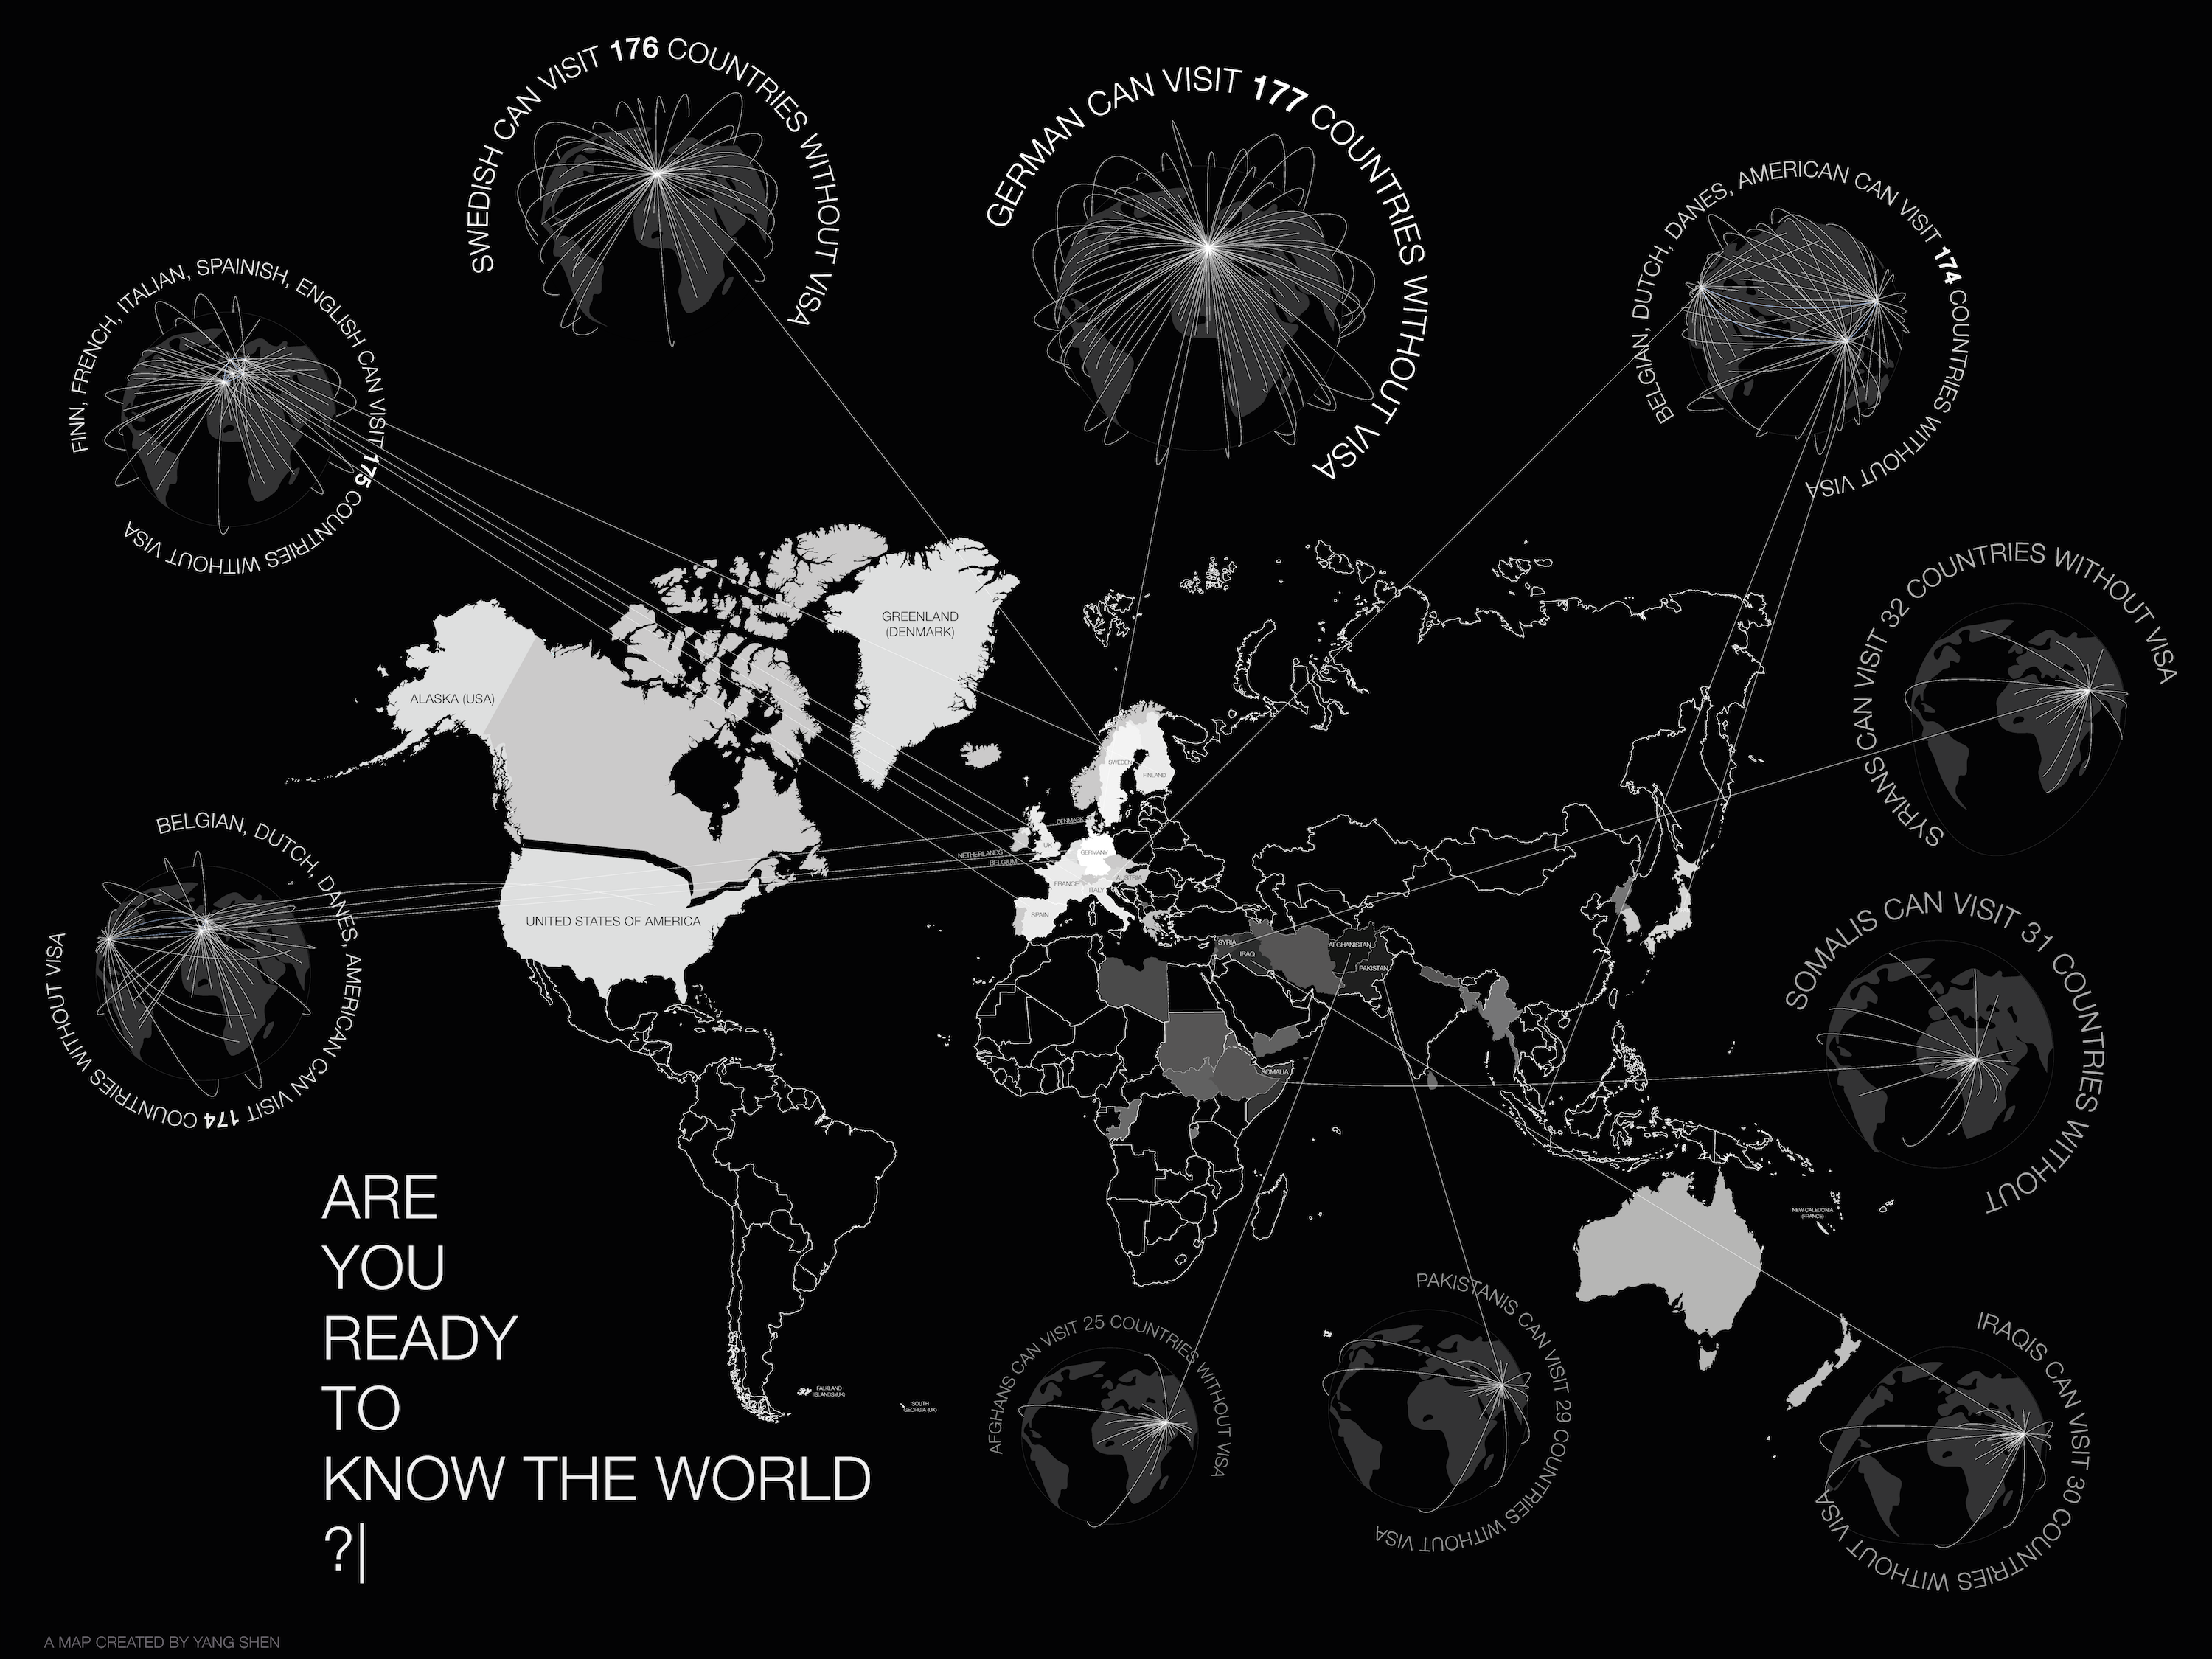 SWEDISH CAN VISIT 176 COUNTRIES WITHOUT VISA
GERMAN CAN VISIT 177 COUNTRIES WITHOUT VISA
BELGIAN, DUTCH, DANES, AMERICAN CAN VISIT 174 COUNTRIES WITHOUT VISA
FINN, FRENCH, ITALIAN, SPAINISH, ENGLISH CAN VISIT 175 COUNTRIES WITHOUT VISA
SYRIANS CAN VISIT 32 COUNTRIES WITHOUT VISA
GREENLAND
(DENMARK)
ALASKA (USA)
SWEDEN
FINLAND
DENMARK
UK
NETHERLANDS
BELGIUM
GERMANY
FRANCE
AUSTRIA
ITALY
SPAIN
UNITED STATES OF AMERICA
BELGIAN, DUTCH, DANES, AMERICAN CAN VISIT 174 COUNTRIES WITHOUT VISA
SYRIA
IRAQ
AFGHANISTAN
PAKISTAN
SOMALIA
SOMALIS CAN VISIT 31 COUNTRIES WITHOUT
NEW CALEDONIA
(FRANCE)
ARE
YOU
READY
TO
KNOW THE WORLD
?|
FALKLAND
ISLANDS (UK)
SOUTH
GEORGIA (UK)
AFGHANS CAN VISIT 25 COUNTRIES WITHOUT VISA
PAKISTANIS CAN VISIT 29 COUNTRIES WITHOUT VISA
IRAQIS CAN VISIT 30 COUNTRIES WITHOUT VISA
A MAP CREATED BY YANG SHEN